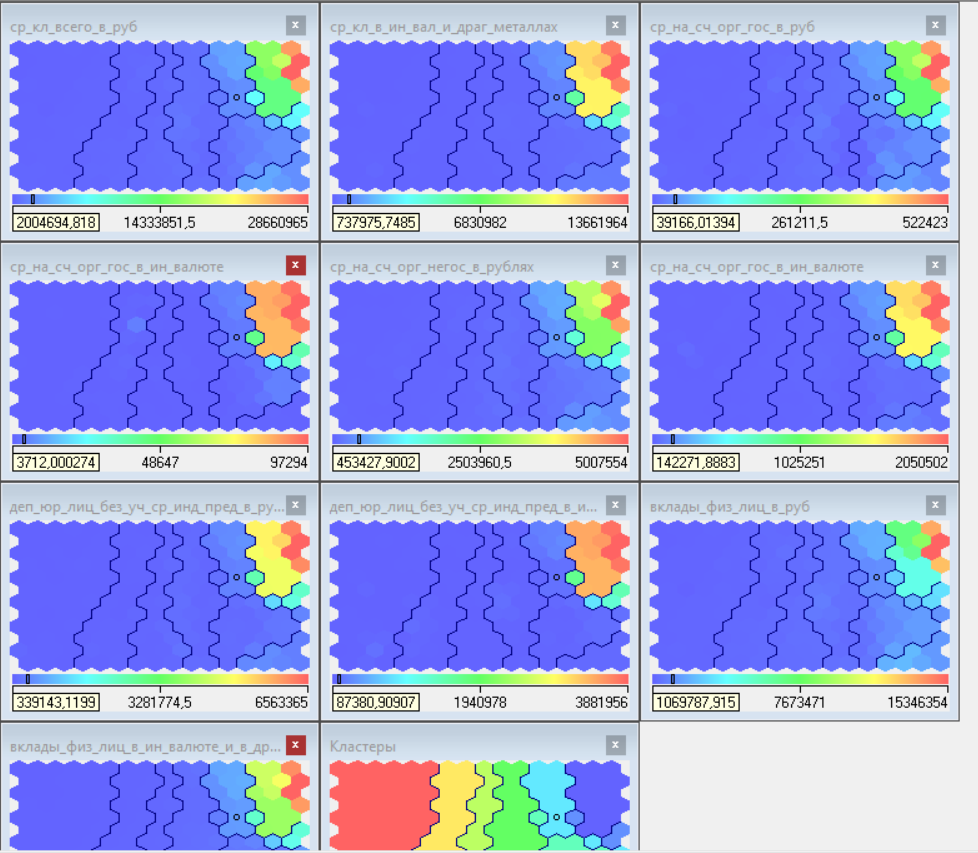 ср_кл_всего_в_руб
ср_кл_в_ин_вал_и_драг_металлах
ср_на_сч_орг_гос_в_руб
2004694,818 14333851,5 28660965
737975,7485 6830982 13661964
39166,01394 261211,5 522423
ср_на_сч_орг_гос_в_ин_валюте
ср_на_сч_орг_негос_в_рублях
ср_на_сч_орг_гос_в_ин_валюте
3712,000274 48647 97294
453427,9002 2503960,5 5007554
142271,8883 1025251 2050502
деп_юр_лиц_без_уч_ср_инд_пред_в_ру...
деп_юр_лиц_без_уч_ср_инд_пред_в_и...
вклады_физ_лиц_в_руб
339143,1199 3281774,5 6563365
87380,90907 1940978 3881956
1069787,915 7673471 15346354
вклады_физ_лиц_в_ин_валюте_и_в_др...
Кластеры